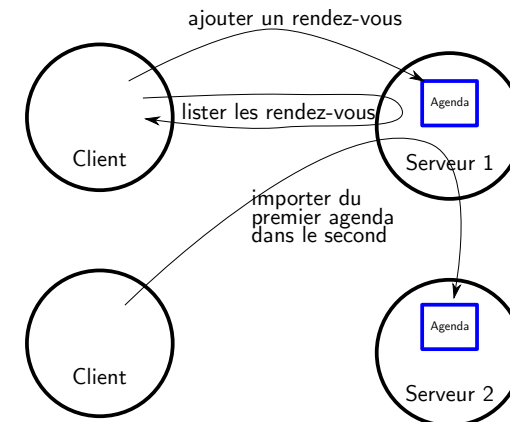 ajouter un rendez-vous
Agenda
lister les rendez-vous
Client
Serveur 1
importer du
premier agenda
dans le second
Agenda
Client
Serveur 2